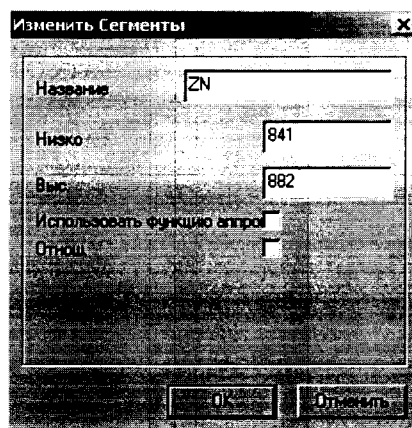 Изменить Сегменты
Название
ZN
Низко
841
Выс.
882
Использовать функцию аппро
Отнош.
OK
Отменить